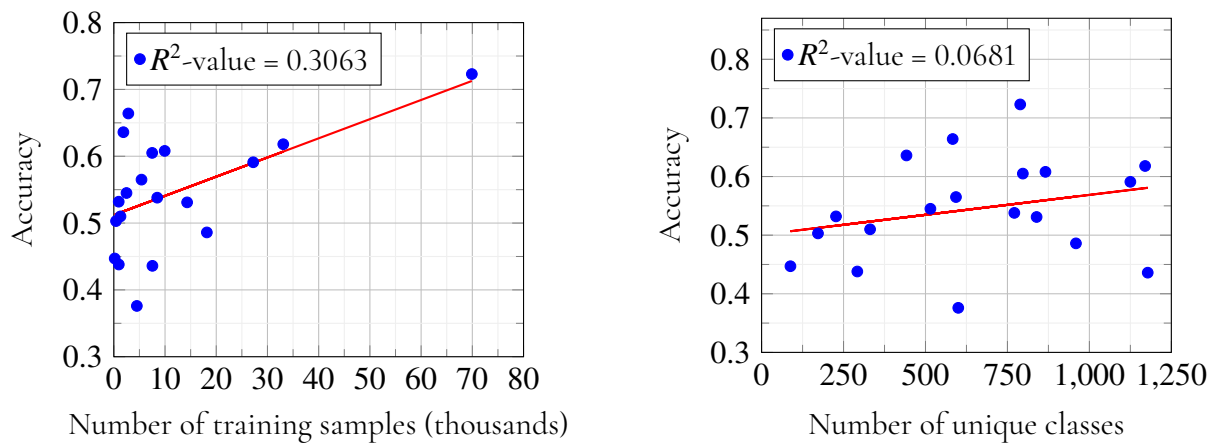 R²-value = 0.3063
Accuracy
0.8
0.7
0.6
0.5
0.4
0.3
0 10 20 30 40 50 60 70 80
Number of training samples (thousands)
R²-value = 0.0681
Accuracy
0.8
0.7
0.6
0.5
0.4
0.3
0 250 500 750 1,000 1,250
Number of unique classes